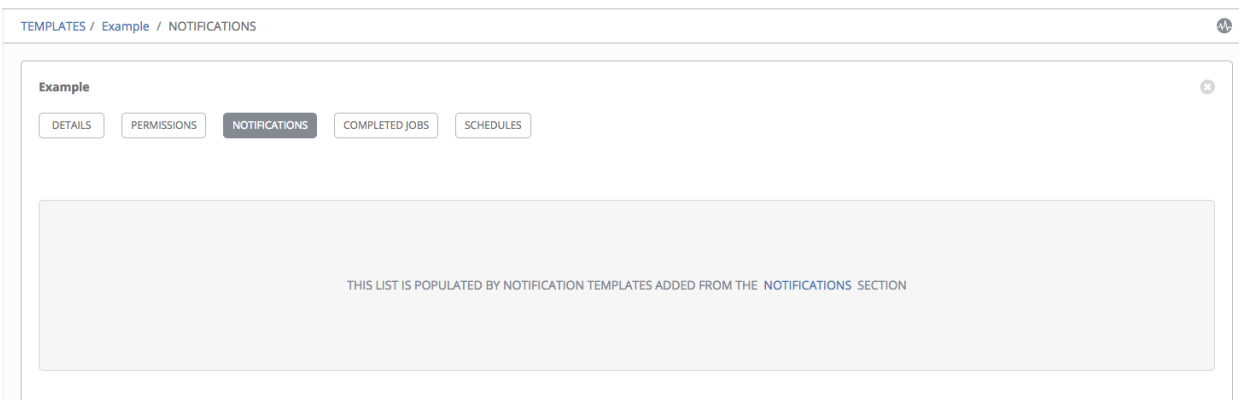 TEMPLATES / Example / NOTIFICATIONS
Example
DETAILS PERMISSIONS NOTIFICATIONS COMPLETED JOBS SCHEDULES
THIS LIST IS POPULATED BY NOTIFICATION TEMPLATES ADDED FROM THE NOTIFICATIONS SECTION